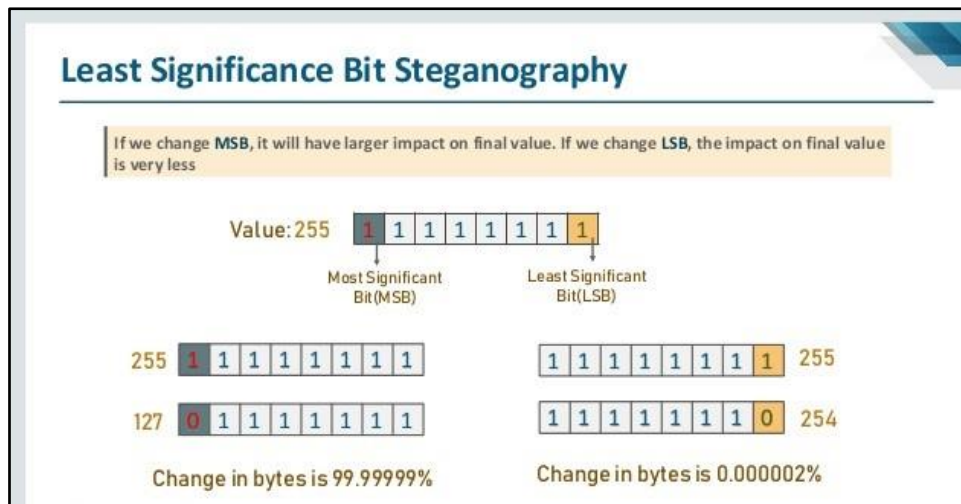 Least Significance Bit Steganography
If we change MSB, it will have larger impact on final value. If we change LSB, the impact on final value
is very less
Value: 255 1 1 1 1 1 1 1 1
Most Significant
Bit(MSB)
Least Significant
Bit(LSB)
255 1 1 1 1 1 1 1 1
127 0 1 1 1 1 1 1 1
Change in bytes is 99.99999%
1 1 1 1 1 1 1 1 255
1 1 1 1 1 1 1 0 254
Change in bytes is 0.000002%